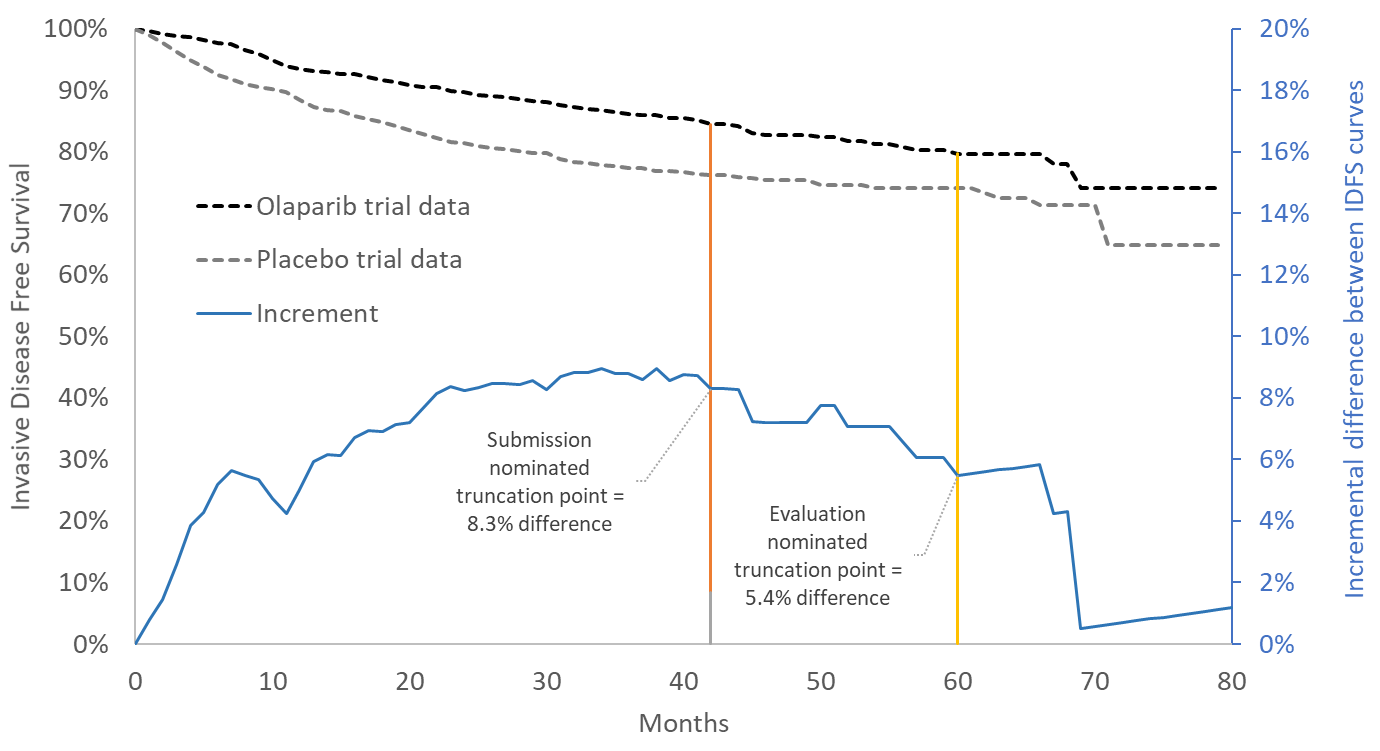 100%
90%
80%
70%
60%
50%
40%
30%
20%
10%
0%
Invasive Disease Free Survival
Olaparib trial data
Placebo trial data
Increment
Submission
nominated
truncation point =
8.3% difference
Evaluation
nominated
truncation point =
5.4% difference
20%
18%
16%
14%
12%
10%
8%
6%
4%
2%
0%
Incremental difference between IDFS curves
0 10 20 30 40 50 60 70 80
Months